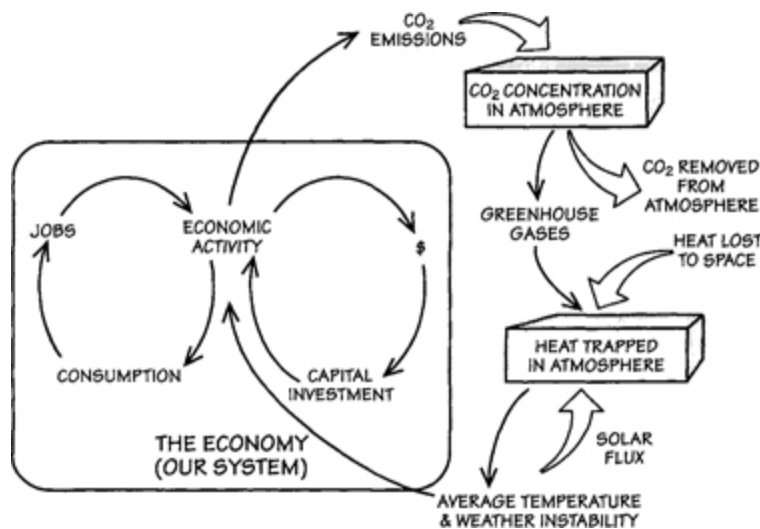 CO₂
EMISSIONS
CO₂ CONCENTRATION
IN ATMOSPHERE
CO₂ REMOVED
FROM
ATMOSPHERE
GREENHOUSE
GASES
HEAT LOST
TO SPACE
JOBS
ECONOMIC
ACTIVITY
$
HEAT TRAPPED
IN ATMOSPHERE
CONSUMPTION
CAPITAL
INVESTMENT
THE ECONOMY
(OUR SYSTEM)
SOLAR
FLUX
AVERAGE TEMPERATURE
& WEATHER INSTABILITY